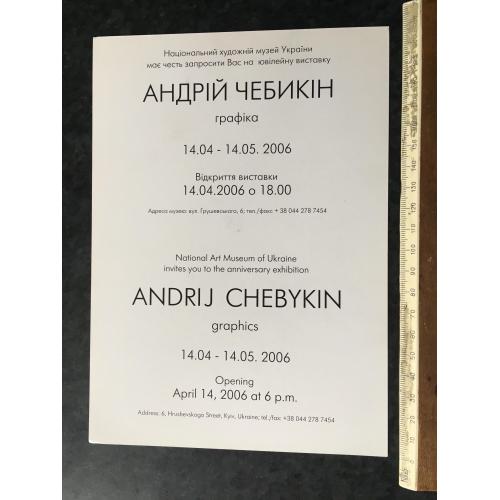 Національний художній музей України
має честь запросити Вас на ювілейну виставку
АНДРІЙ ЧЕБИКІН
графіка
14.04 - 14.05. 2006
Відкриття виставки
14.04.2006 о 18.00
Адреса музею: вул. Грушевського, 6; тел./факс + 38 044 278 7454
National Art Museum of Ukraine
invites you to the anniversary exhibition
ANDRIJ CHEBYKIN
graphics
14.04 - 14.05. 2006
Opening
April 14, 2006 at 6 p.m.
Address: 6, Hrushevskogo Street, Kyiv, Ukraine; tel./fax: +38 044 278 7454